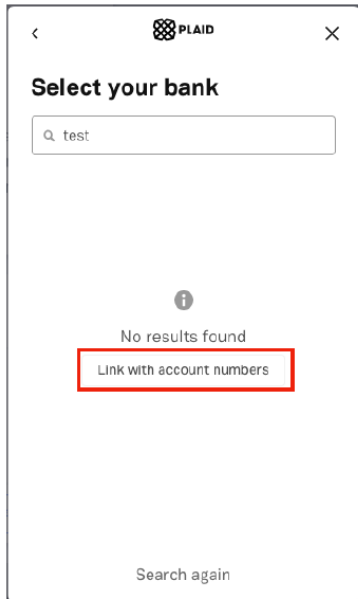 PLAID
Select your bank
test
No results found
Link with account numbers
Search again